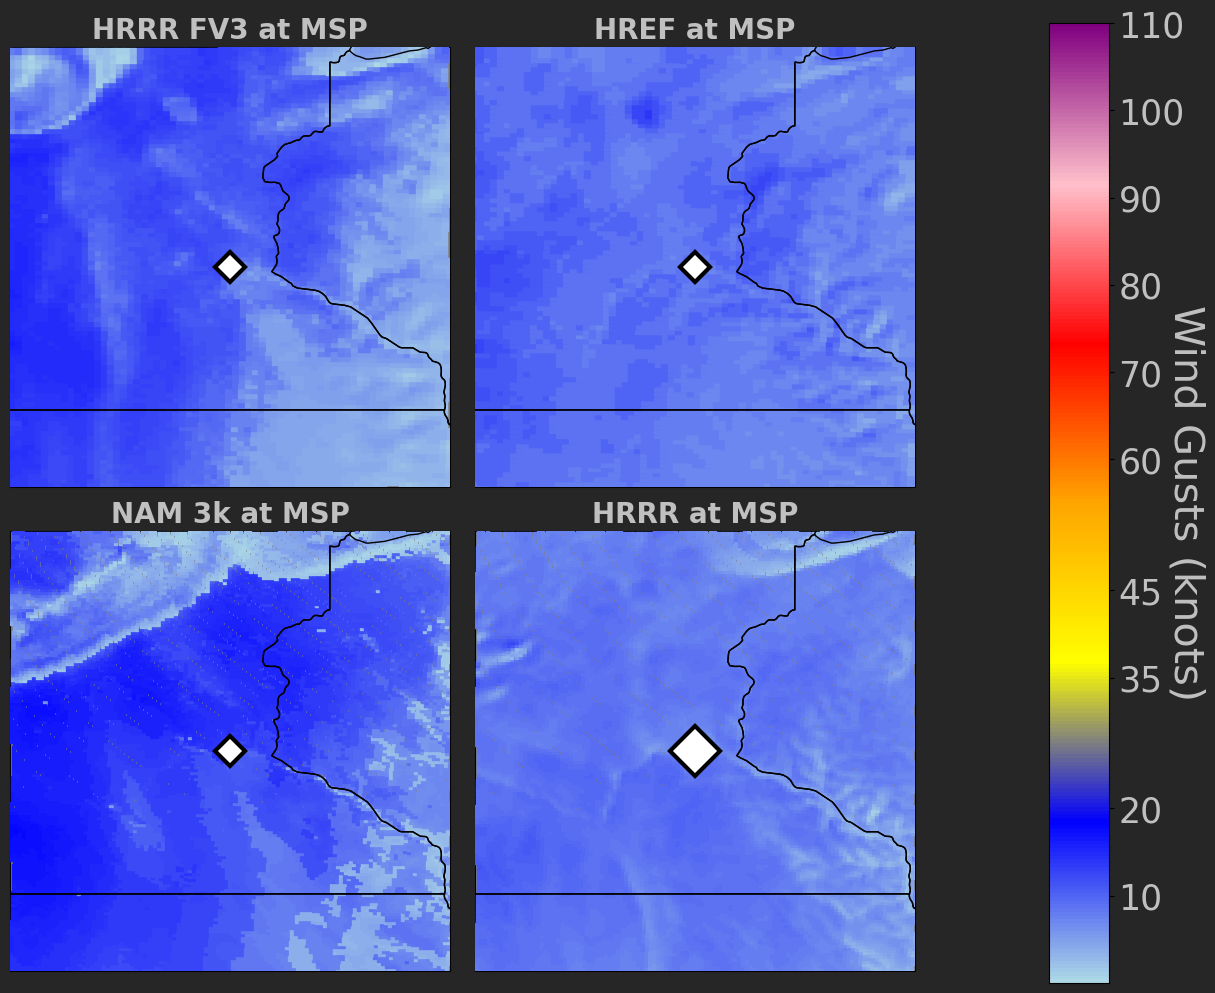 HRRR FV3 at MSP
HREF at MSP
NAM 3k at MSP
HRRR at MSP
110
100
90
80
70
60
45
35
20
10
Wind Gusts (knots)